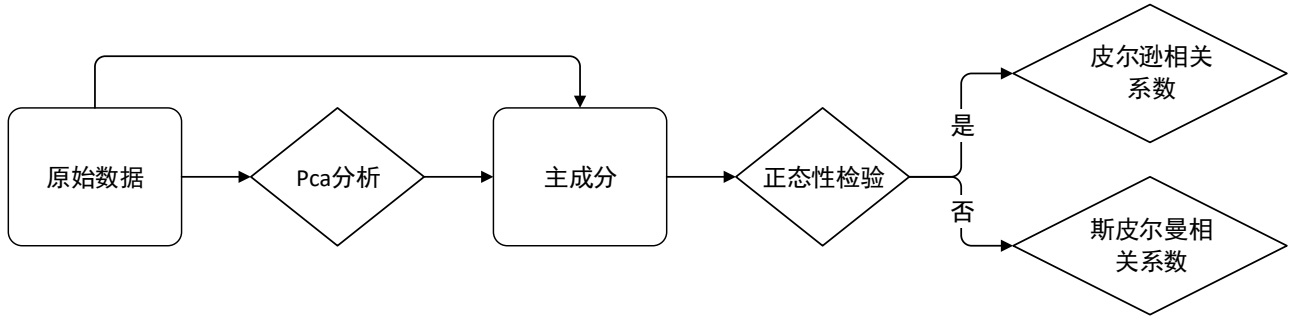 原始数据
Pca分析
主成分
正态性检验
是
否
皮尔逊相关
系数
斯皮尔曼相
关系数